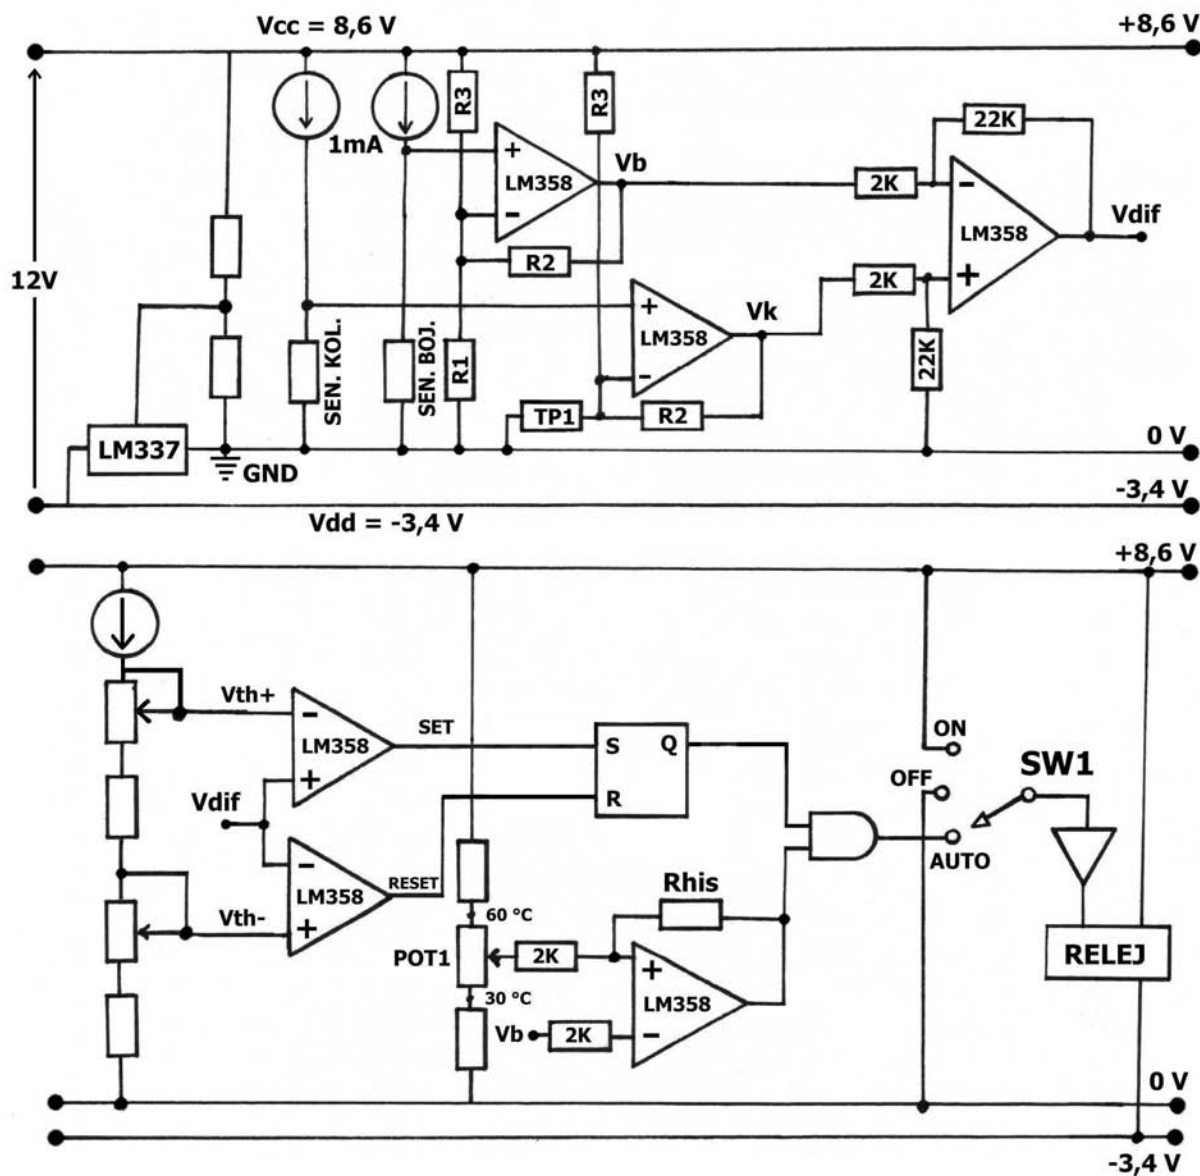 Vcc = 8,6 V
+8,6 V
R3
R3
22K
1mA
+
LM358
Vb
2K
-
Vdif
LM358
-
12V
R2
2K
+
Vk
+
LM358
SEN. KOL.
SEN. BOJ.
R1
22K
-
TP1
R2
LM337
0 V
GND
-3,4 V
Vdd = -3,4 V
+8,6 V
Vth+
-
SET
LM358
S
Q
ON
+
R
OFF
SW1
Vdif
AUTO
-
LM358
RESET
Rhis
60 °C
Vth-
+
POT1
2K
+
RELEJ
30 °C
LM358
Vb
2K
-
0 V
-3,4 V